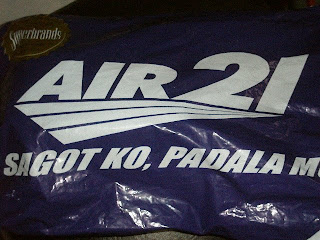 Superbrands
AIR21
SAGOT KO, PADALA MO